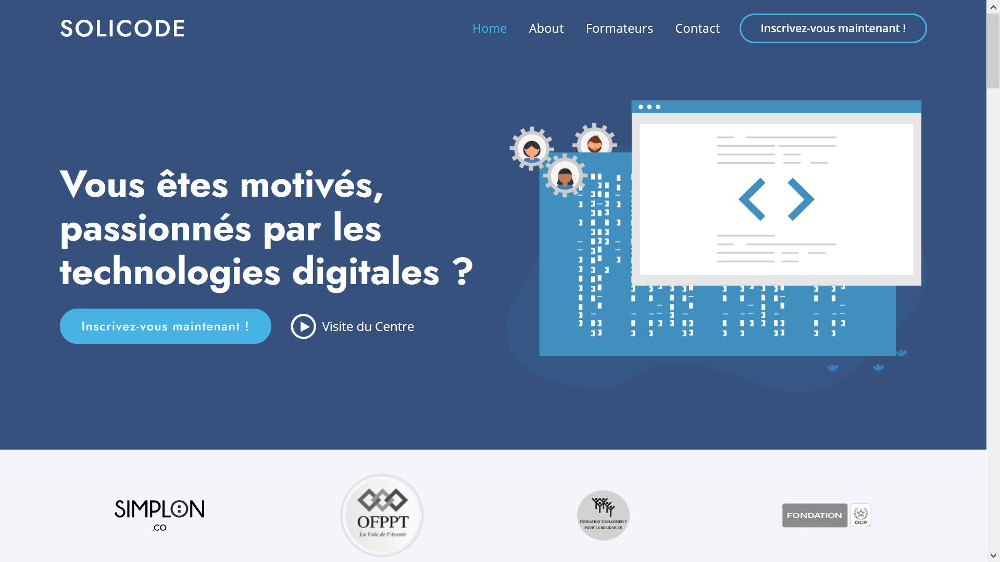 SOLICODE
Home
About
Formateurs
Contact
Inscrivez-vous maintenant !
Vous êtes motivés,
passionnés par les
technologies digitales ?
Inscrivez-vous maintenant !
Visite du Centre
SIMPLON
.CO
OFPPT
La Voie de l'Avenir
FONDATION MOHAMMED V
POUR LA SOLIDARITE
FONDATION
OCP